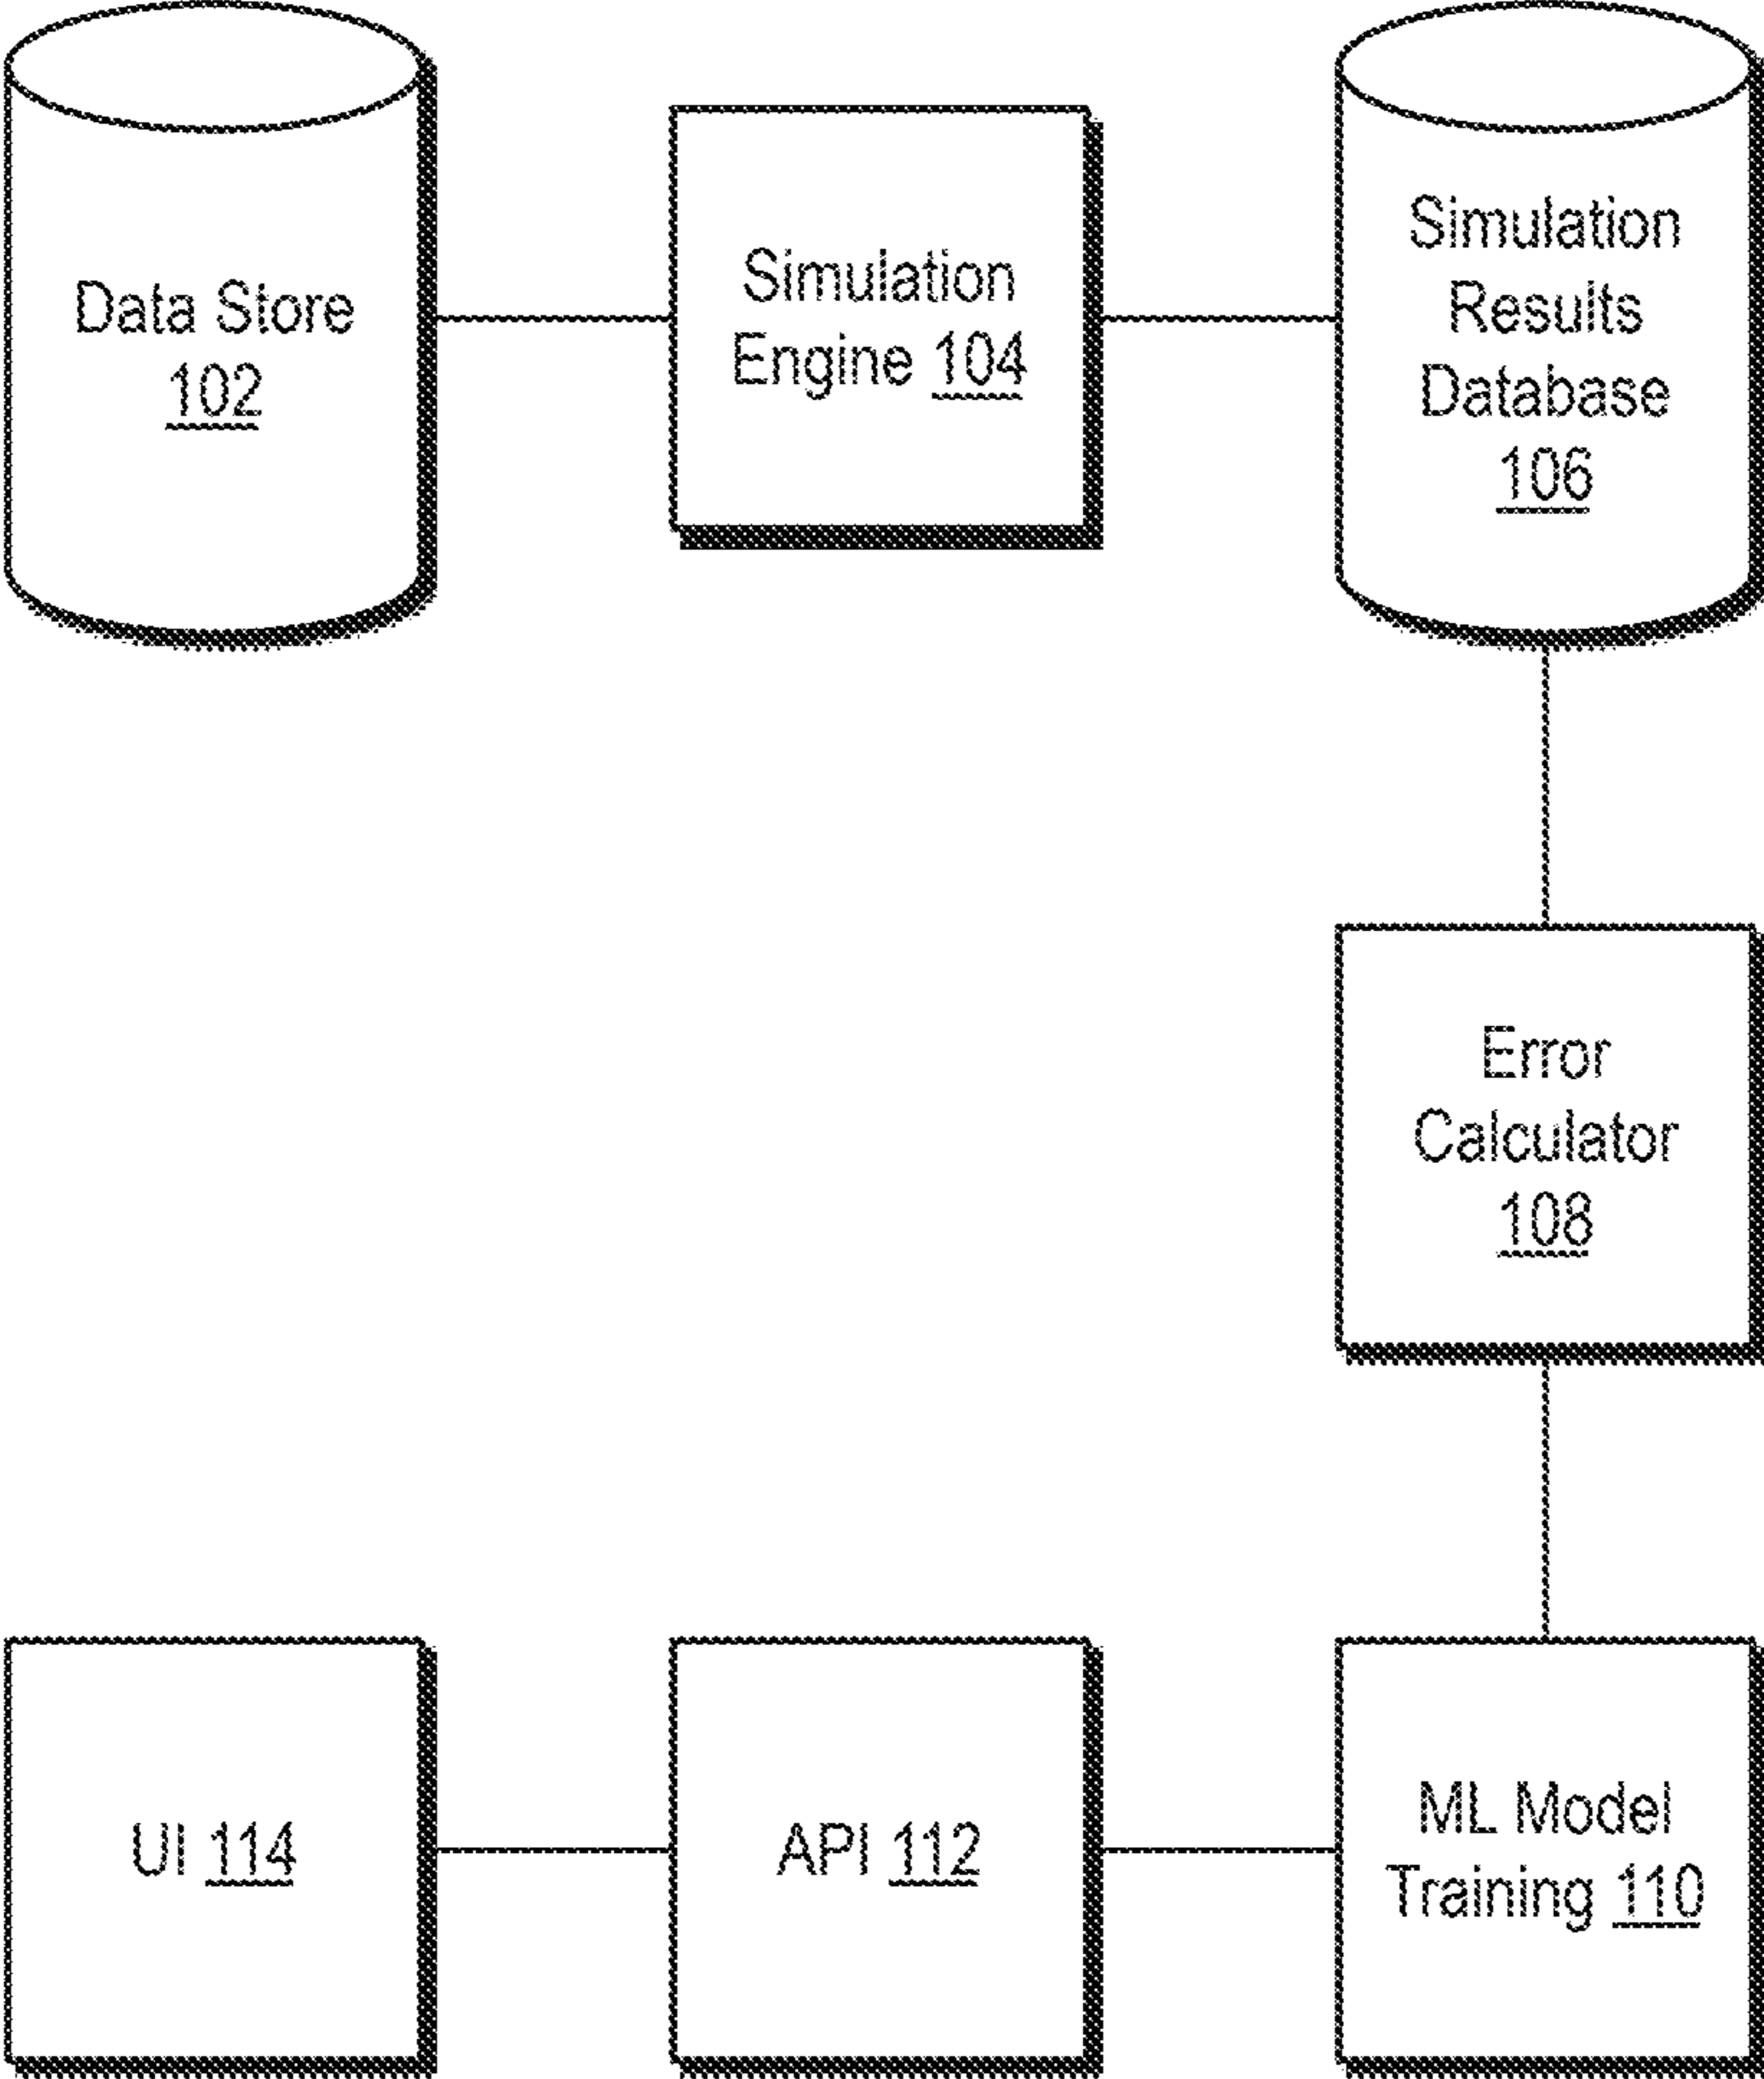 Data Store
102
Simulation
Engine 104
Simulation
Results
Database
106
Error
Calculator
108
UI 114
API 112
ML Model
Training 110